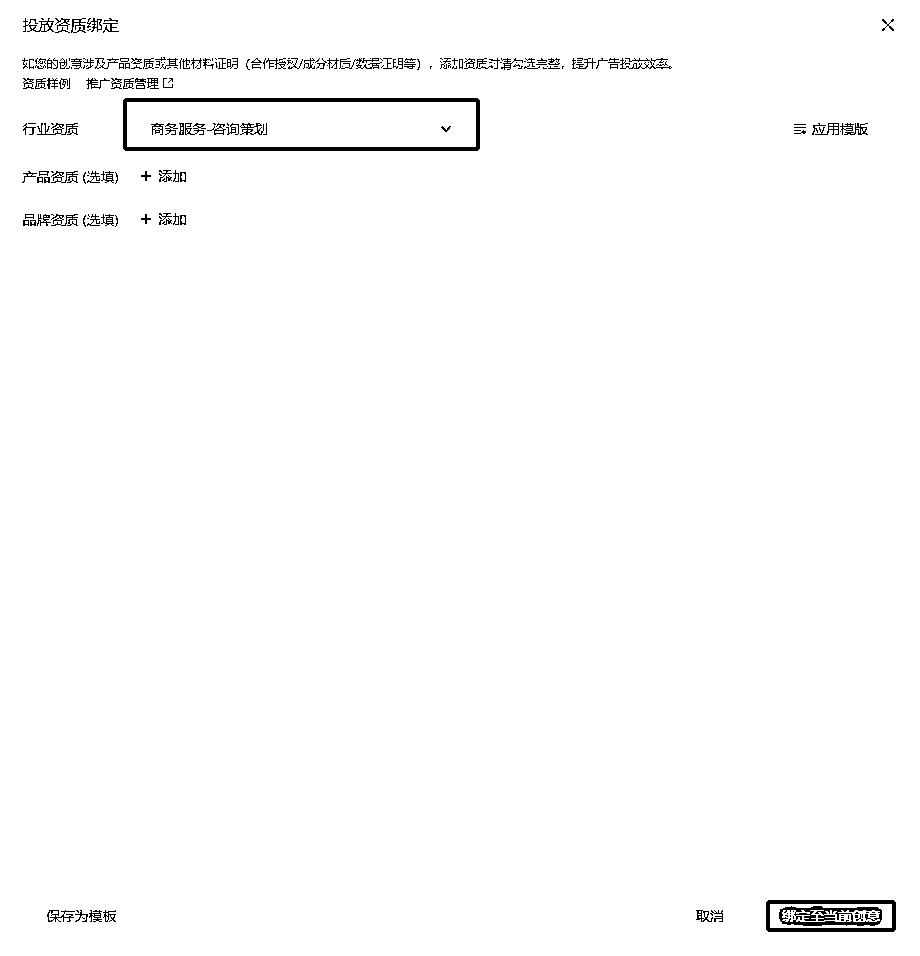 投放资质绑定
如您的创意涉及产品资质或其他材料证明（合作授权/成分材质/数据证明等），添加资质时请勾选完整，提升广告投放效率。
资质样例 推广资质管理
行业资质 商务服务-咨询策划 应用模版
产品资质 (选填) + 添加
品牌资质 (选填) + 添加
保存为模板 取消 绑定至当前创意